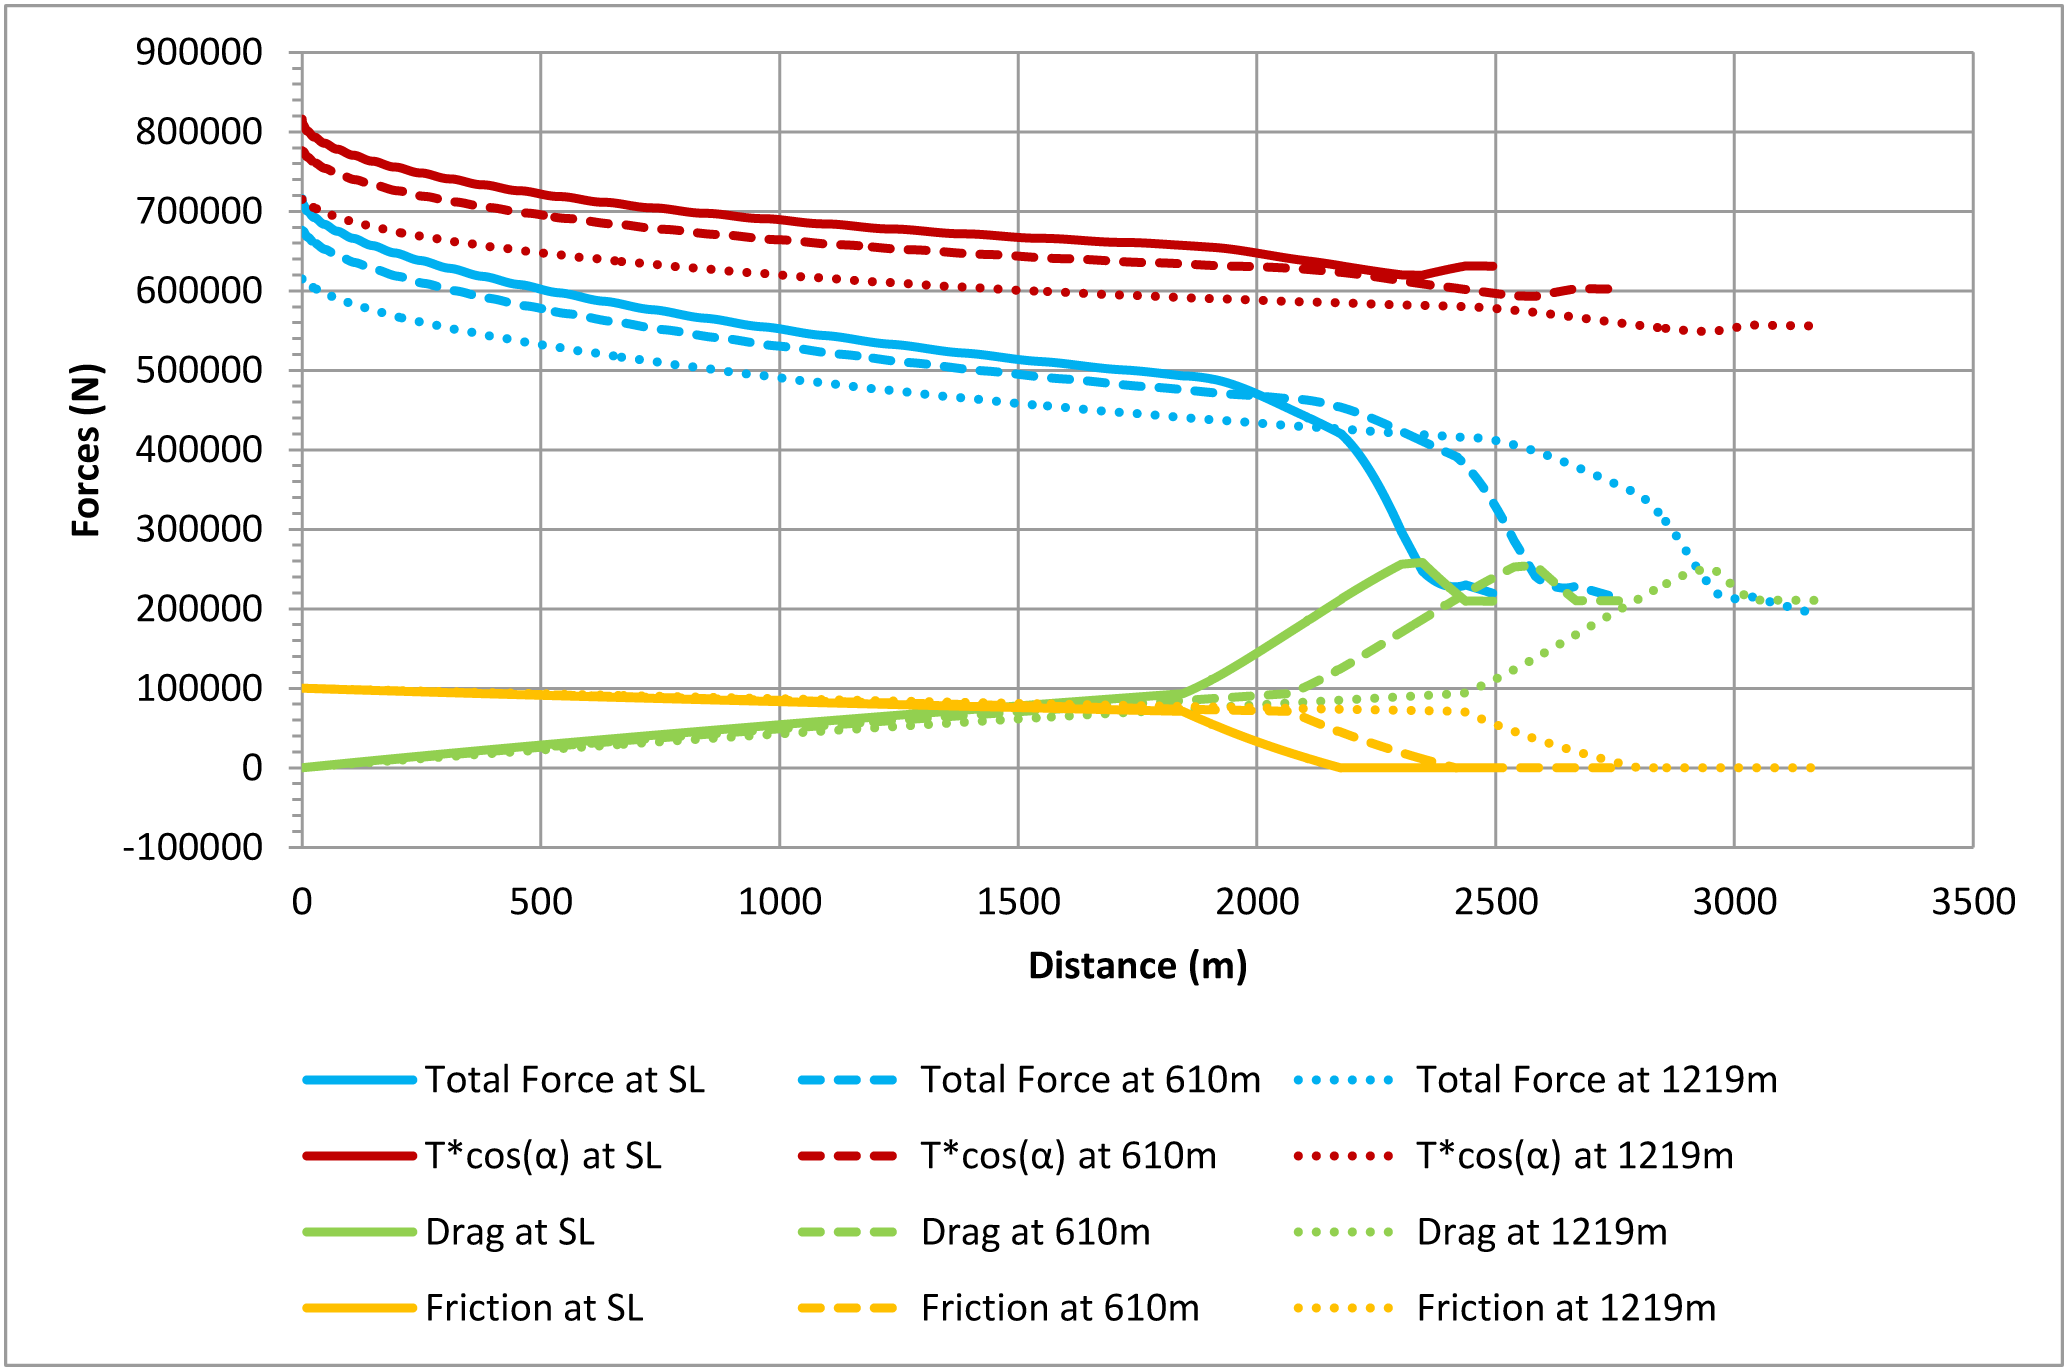 900000
800000
700000
600000
500000
400000
300000
200000
100000
0
-100000
Forces (N)
0 500 1000 1500 2000 2500 3000 3500
Distance (m)
Total Force at SL Total Force at 610m Total Force at 1219m
T*cos(α) at SL T*cos(α) at 610m T*cos(α) at 1219m
Drag at SL Drag at 610m Drag at 1219m
Friction at SL Friction at 610m Friction at 1219m